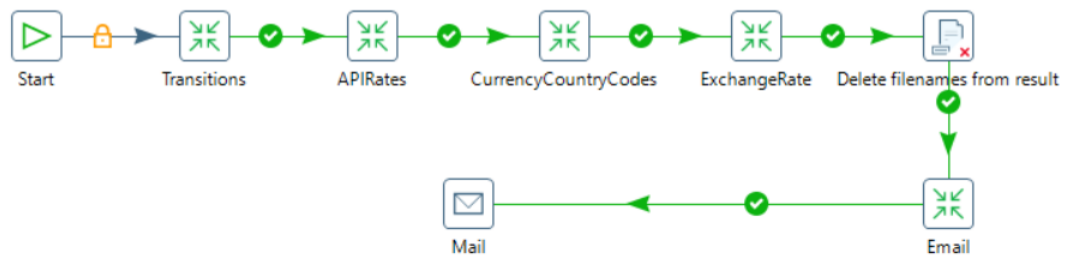 Start
Transitions
APIRates
CurrencyCountryCodes
ExchangeRate
Delete filenames from result
Mail
Email